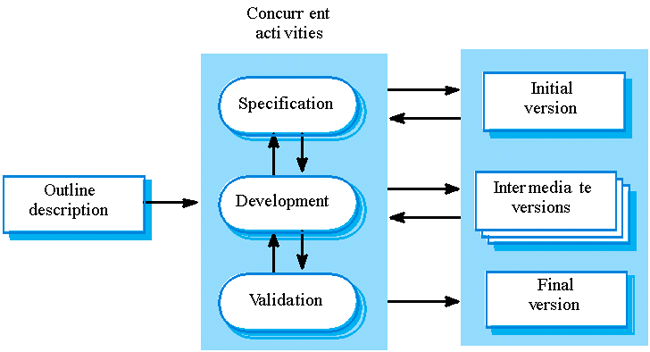 Concurr ent
acti vities
Specification
Initial
version
Outline
description
Development
Intermedia te
versions
Validation
Final
version